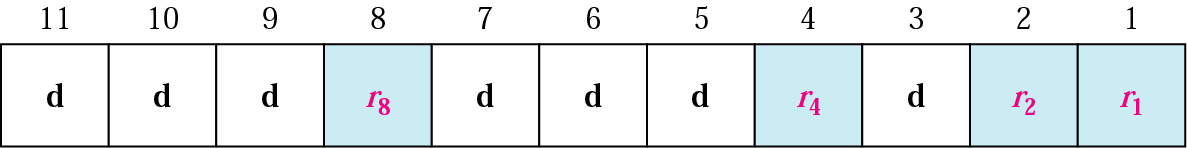 11 10 9 8 7 6 5 4 3 2 1
d d d r₈ d d d r₄ d r₂ r₁